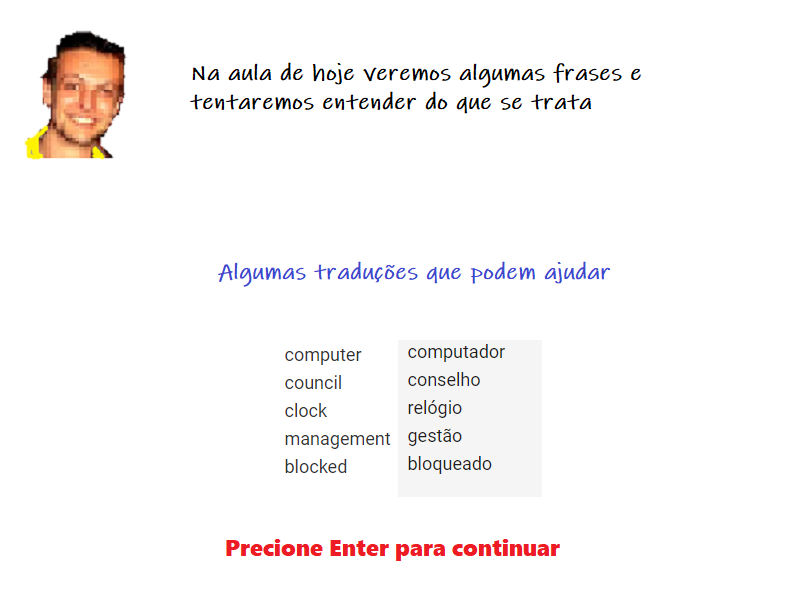 Na aula de hoje veremos algumas frases e
tentaremos entender do que se trata
Algumas traduções que podem ajudar
computer computador
council conselho
clock relógio
management gestão
blocked bloqueado
Precione Enter para continuar